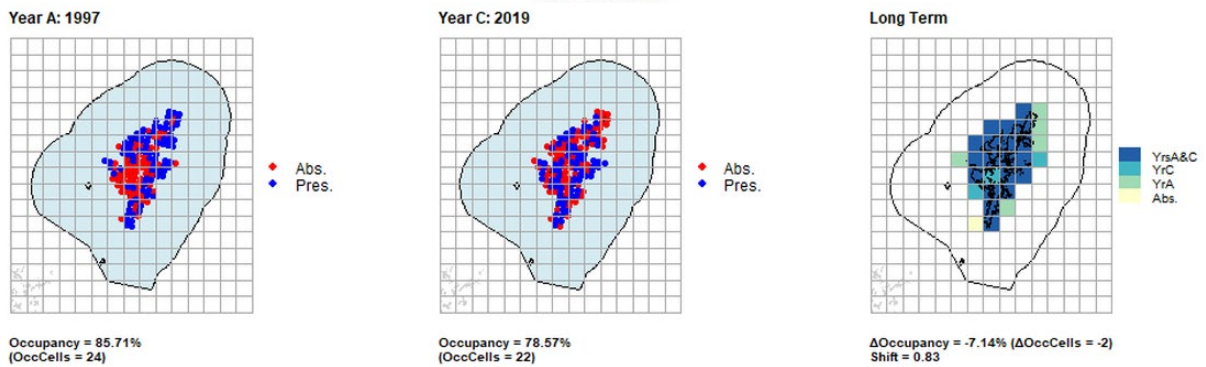 Year A: 1997
Year C: 2019
Long Term
Abs.
Pres.
Abs.
Pres.
YrsA&C
YrC
YrA
Abs.
Occupancy = 85.71%
(OccCells = 24)
Occupancy = 78.57%
(OccCells = 22)
ΔOccupancy = -7.14% (ΔOccCells = -2)
Shift = 0.83